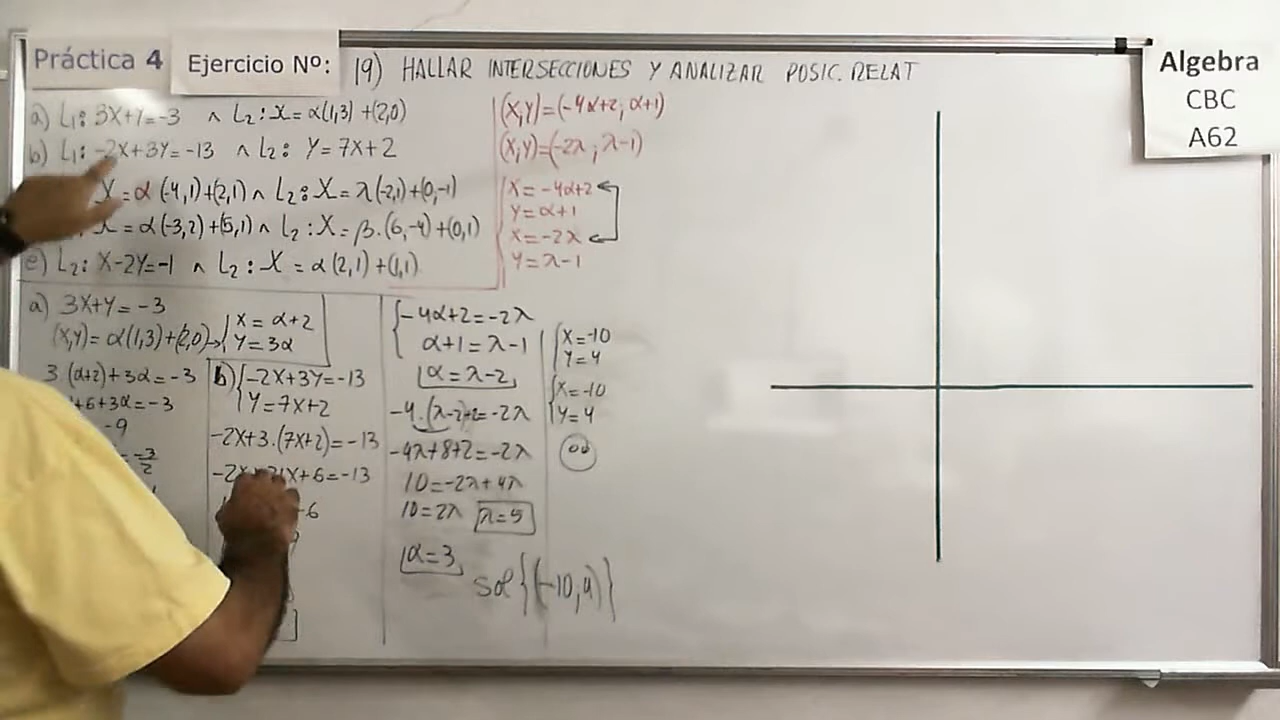 Práctica 4
Ejercicio Nº:
19) HALLAR INTERSECCIONES Y ANALIZAR POSIC. RELAT
Algebra
CBC
A62
a) L₁: 3X+Y=-3 ∧ L₂: X=α(1,3)+(2,0)
b) L₁: -2X+3Y=-13 ∧ L₂: Y=7X+2
X=α(-4,1)+(2,1) ∧ L₂: X=λ(-2,1)+(0,-1)
X=α(-3,2)+(5,1) ∧ L₂: X=β.(6,-4)+(0,1)
e) L₂: X-2Y=-1 ∧ L₂: X=α(2,1)+(1,1)
(X,Y)=(-4α+2; α+1)
(X,Y)=(-2λ; λ-1)
X=-4α+2
Y=α+1
X=-2λ
Y=λ-1
a) 3X+Y=-3
(X,Y)=α(1,3)+(2,0)→
X=α+2
Y=3α
3.(α+2)+3α=-3
+6+3α=-3
-9
-3/2
b) -2X+3Y=-13
Y=7X+2
-2X+3.(7X+2)=-13
-2X+21X+6=-13
-6
-4α+2=-2λ
α+1=λ-1
α=λ-2
-4.(λ-2)+2=-2λ
-4λ+8+2=-2λ
10=-2λ+4λ
10=2λ λ=5
α=3
sol {(-10,4)}
X=-10
Y=4
X=-10
Y=4